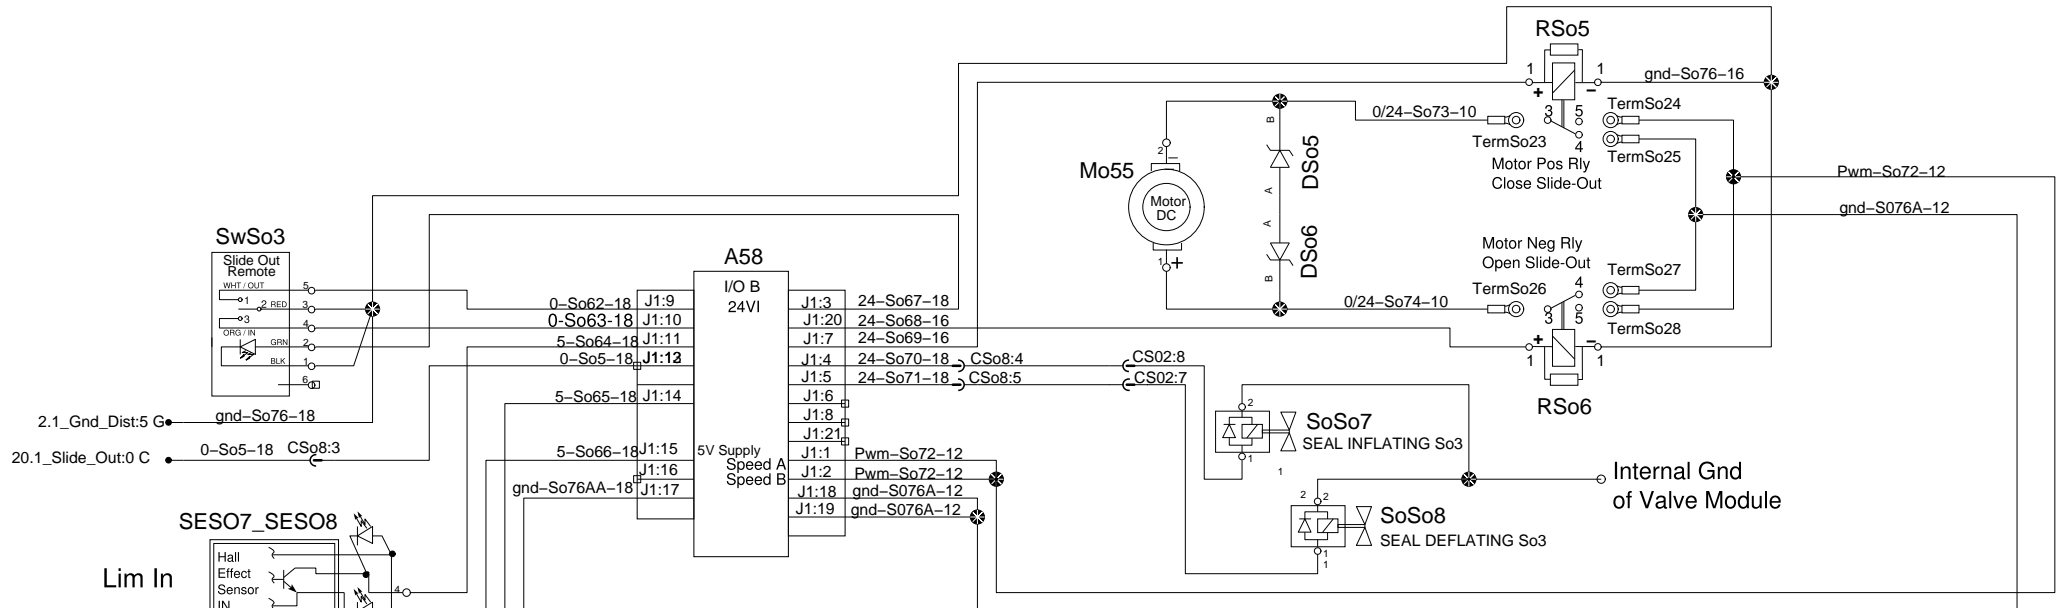 RSo5
1
1
gnd-So76-16
+
-
3
5
4
TermSo24
TermSo23
TermSo25
0/24-So73-10
Motor Pos Rly
Close Slide-Out
B
DSo5
A
A
DSo6
B
2
-
Mo55
Motor
DC
1
+
Pwm-So72-12
gnd-S076A-12
Motor Neg Rly
Open Slide-Out
TermSo27
TermSo26
TermSo28
0/24-So74-10
4
3
5
+
-
1
1
RSo6
SwSo3
Slide Out
Remote
WHT / OUT
5
1
2 RED
3
3
4
ORG / IN
GRN
2
BLK
1
6
2.1_Gnd_Dist:5 G
gnd-So76-18
20.1_Slide_Out:0 C
0-So5-18
CSo8:3
A58
I/O B
24VI
0-So62-18
J1:9
0-So63-18
J1:10
5-So64-18
J1:11
0-So5-18
5-So65-18
J1:14
5-So66-18
J1:15
J1:16
gnd-So76AA-18
J1:17
5V Supply
Speed A
Speed B
J1:3
24-So67-18
J1:20
24-So68-16
J1:7
24-So69-16
J1:4
24-So70-18
CSo8:4
CS02:8
J1:5
24-So71-18
CSo8:5
CS02:7
J1:6
J1:8
J1:21
J1:1
Pwm-So72-12
J1:2
Pwm-So72-12
J1:18
gnd-S076A-12
J1:19
gnd-S076A-12
2
SoSo7
SEAL INFLATING So3
1
1
Internal Gnd
of Valve Module
2
2
SoSo8
SEAL DEFLATING So3
1
1
SESO7_SESO8
Lim In
Hall
Effect
Sensor
IN
4